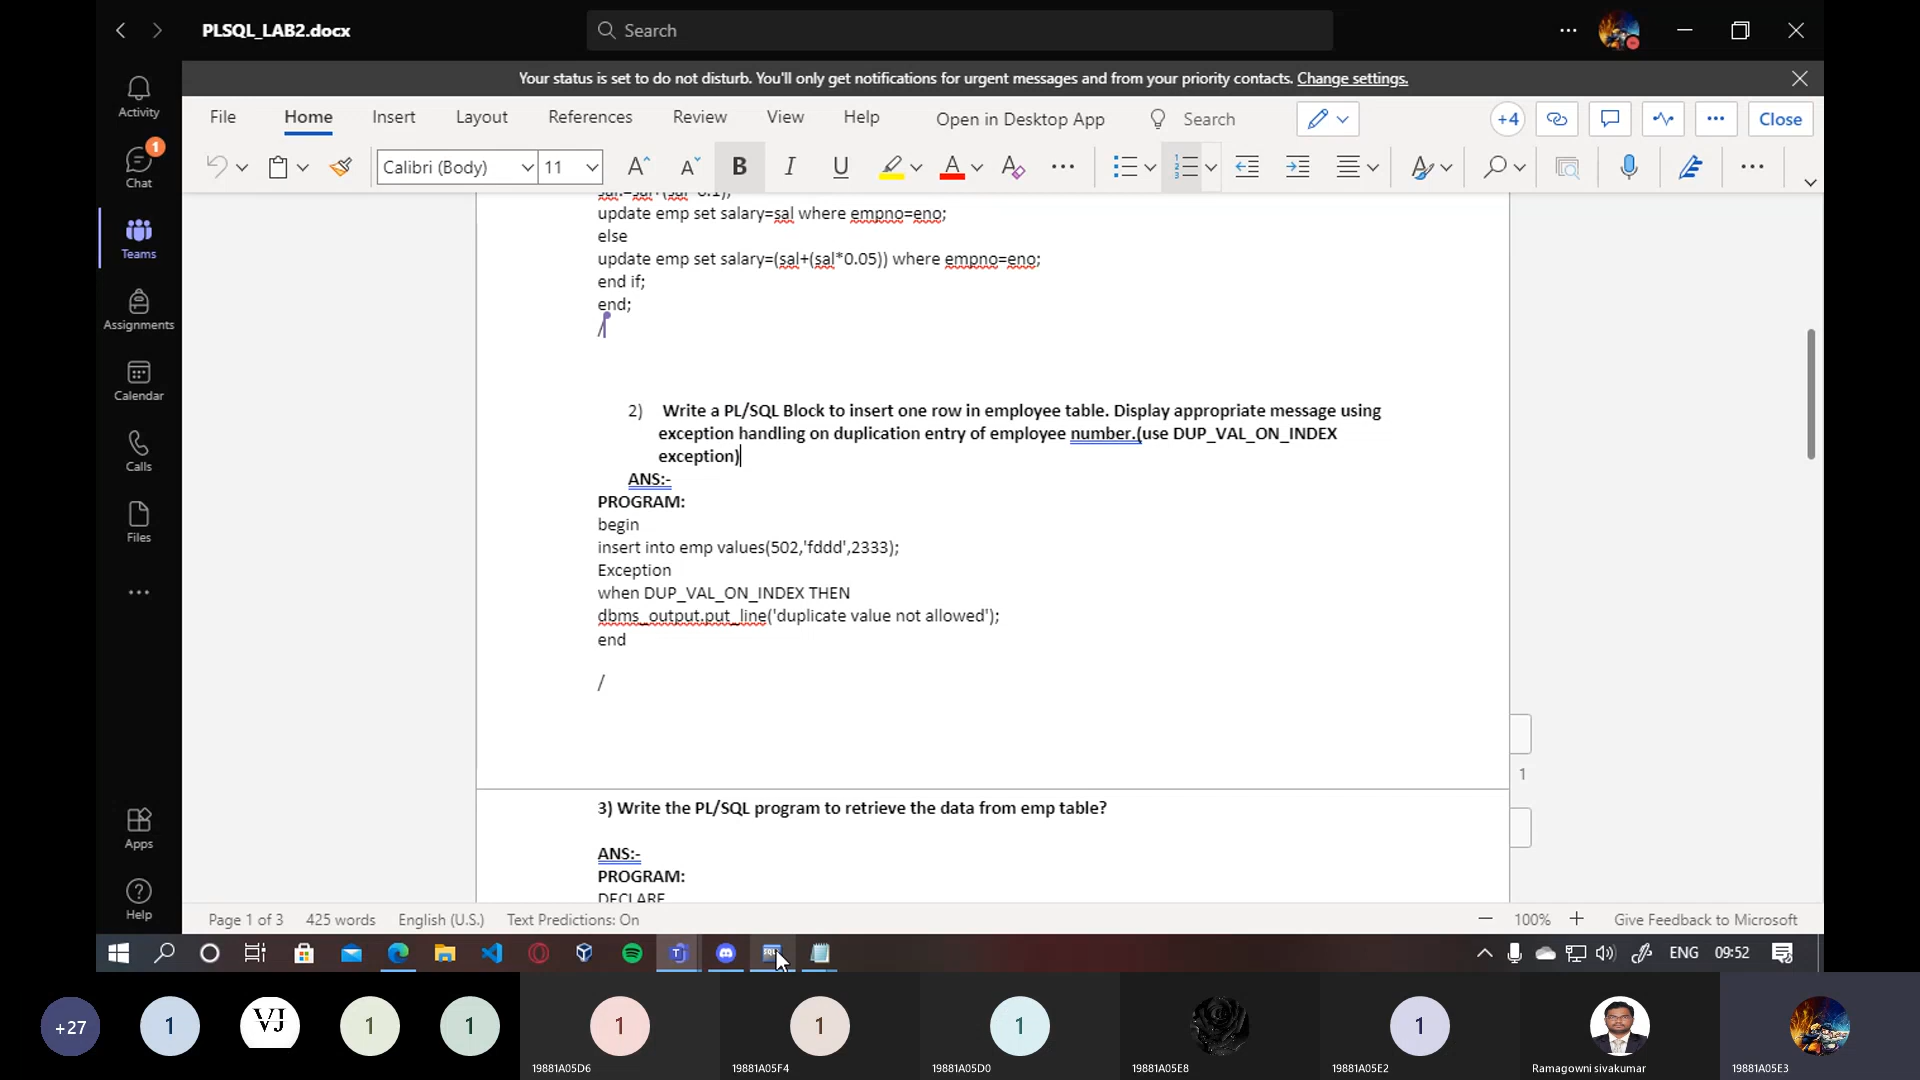 PLSQL_LAB2.docx
Search
Your status is set to do not disturb. You'll only get notifications for urgent messages and from your priority contacts. Change settings.
File Home Insert Layout References Review View Help Open in Desktop App Search +4 Close
Calibri (Body) 11 A A B I U A A
Activity
1
Chat
Teams
Assignments
Calendar
Calls
Files
Apps
Help
update emp set salary=sal where empno=eno;
else
update emp set salary=(sal+(sal*0.05)) where empno=eno;
end if;
end;
/
2) Write a PL/SQL Block to insert one row in employee table. Display appropriate message using
exception handling on duplication entry of employee number.(use DUP_VAL_ON_INDEX
exception)
ANS:-
PROGRAM:
begin
insert into emp values(502,'fddd',2333);
Exception
when DUP_VAL_ON_INDEX THEN
dbms_output.put_line('duplicate value not allowed');
end
/
1
3) Write the PL/SQL program to retrieve the data from emp table?
ANS:-
PROGRAM:
DECLARE
Page 1 of 3 425 words English (U.S.) Text Predictions: On 100% Give Feedback to Microsoft
SQL ENG 09:52
+27 1 VJ 1 1 1 1 1 1
19881A05D6 19881A05F4 19881A05D0 19881A05E8 19881A05E2 Ramagowni sivakumar 19881A05E3